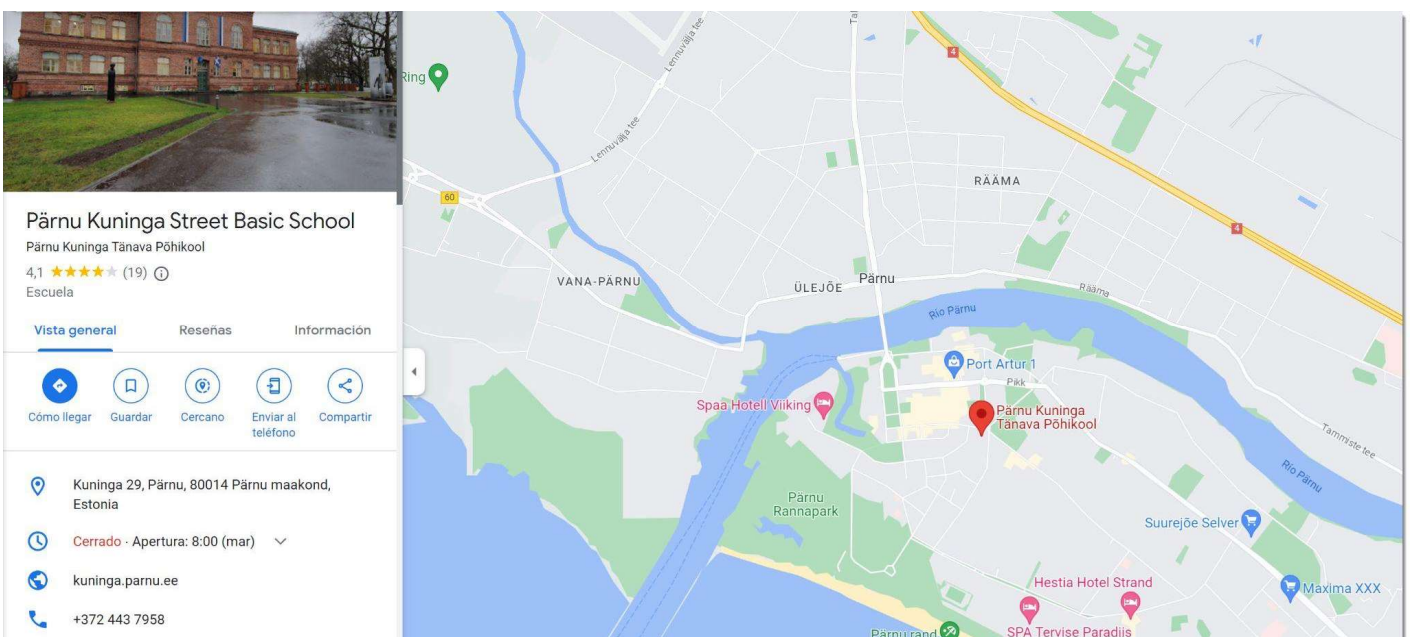 Pärnu Kuninga Street Basic School
Pärnu Kuninga Tänava Põhikool
4,1 (19)
Escuela
Vista general
Reseñas
Información
Cómo llegar
Guardar
Cercano
Enviar al
teléfono
Compartir
Kuninga 29, Pärnu, 80014 Pärnu maakond,
Estonia
Cerrado · Apertura: 8:00 (mar)
kuninga.parnu.ee
+372 443 7958
Ring
Lennuvälja tee
Lennuvälja tee
Tal
4
60
RÄÄMA
4
VANA-PÄRNU
ÜLEJÕE
Pärnu
Rääma
Río Pärnu
Port Artur 1
Pikk
Spaa Hotell Viiking
Pärnu Kuninga
Tänava Põhikool
Tammiste tee
Río Pärnu
Pärnu
Rannapark
Suurejõe Selver
Hestia Hotel Strand
Maxima XXX
Pärnu rand
SPA Tervise Paradiis